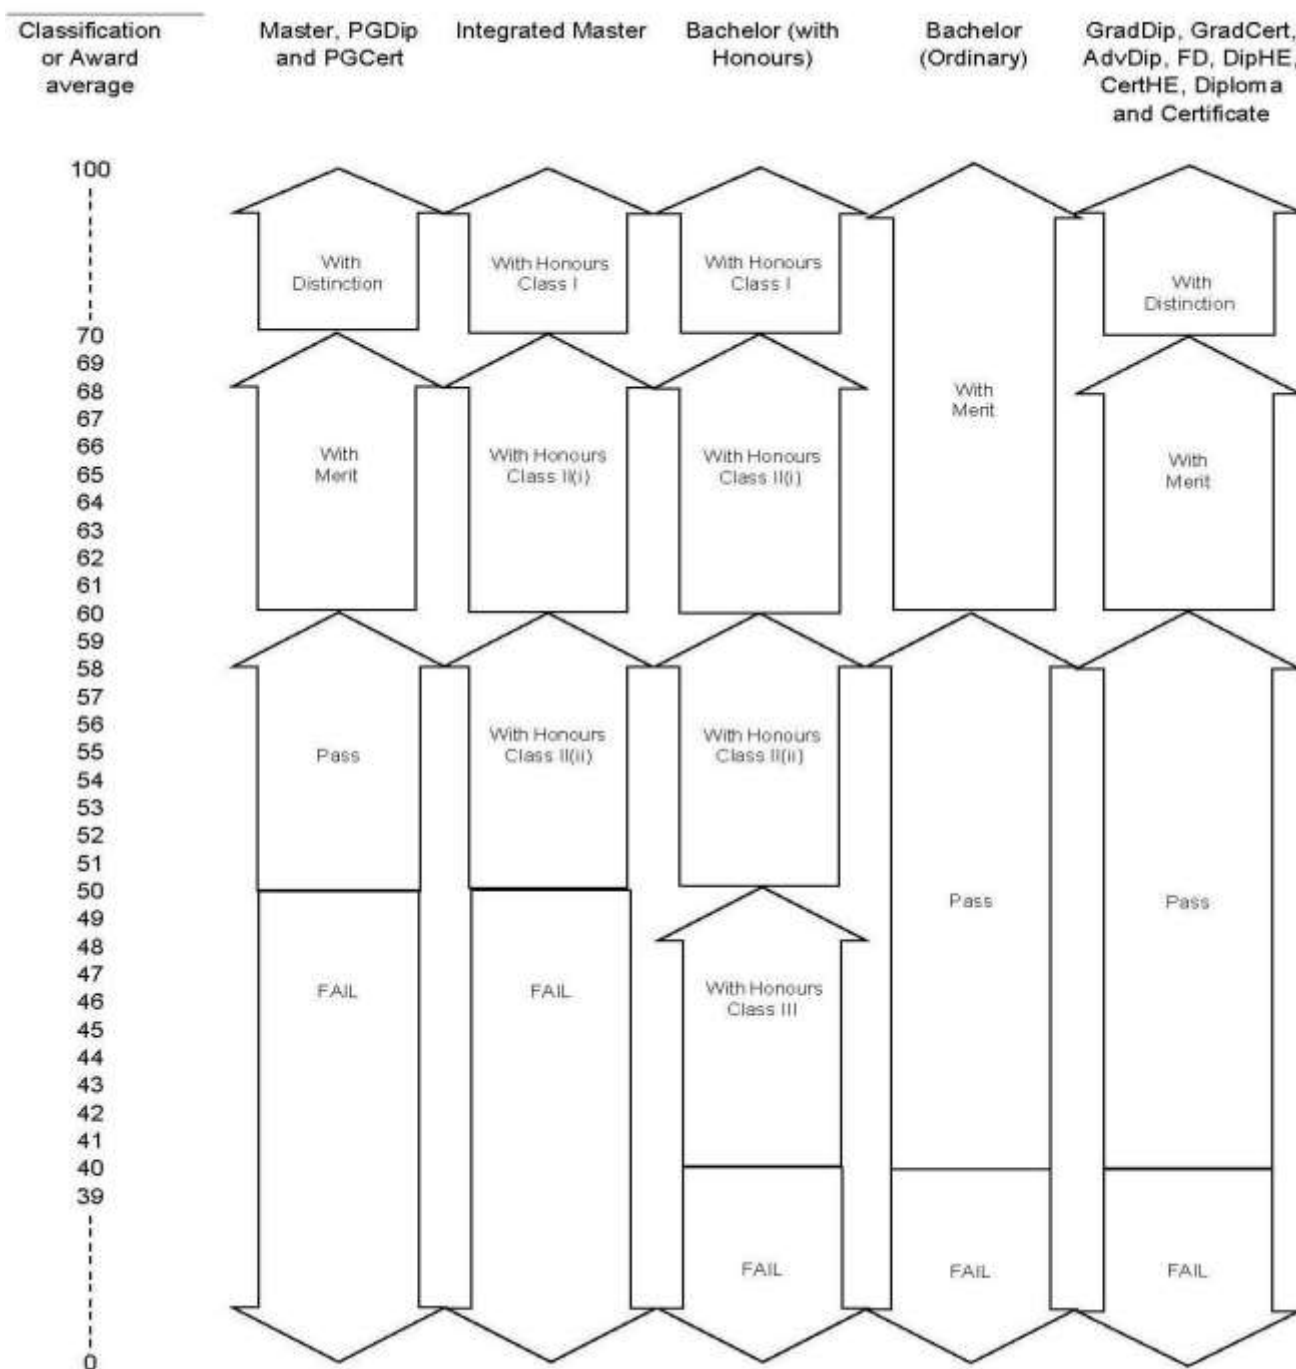 Classification
or Award
average
Master, PGDip
and PGCert
Integrated Master
Bachelor (with
Honours)
Bachelor
(Ordinary)
GradDip, GradCert,
AdvDip, FD, DipHE,
CertHE, Diploma
and Certificate
100
With
Distinction
With Honours
Class I
With Honours
Class I
With
Distinction
70
69
68
67
66
65
64
63
62
61
60
With
Merit
With Honours
Class II(i)
With Honours
Class II(i)
With
Merit
With
Merit
59
58
57
56
55
54
53
52
51
50
Pass
With Honours
Class II(ii)
With Honours
Class II(ii)
49
48
47
46
45
44
43
42
41
40
39
FAIL
FAIL
With Honours
Class III
Pass
Pass
FAIL
FAIL
FAIL
0